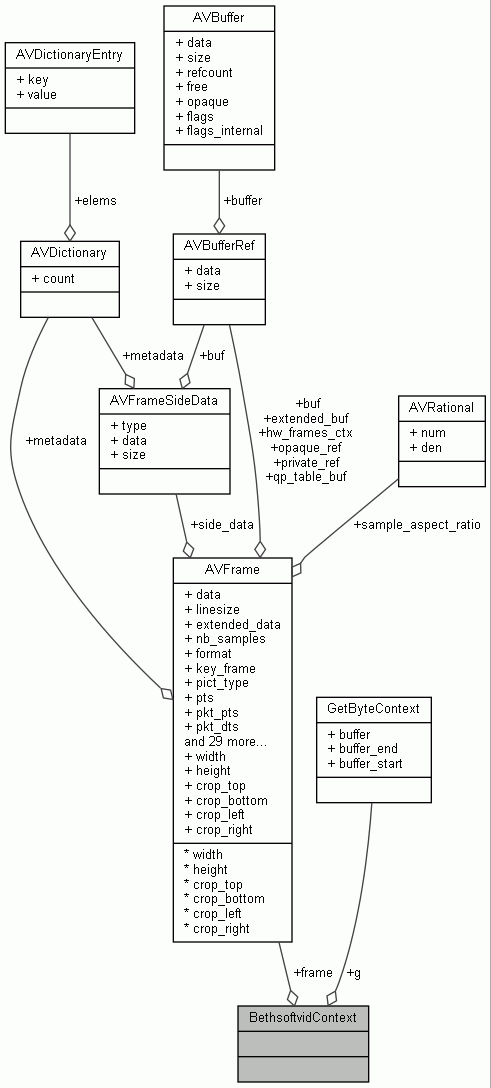 AVBuffer
+ data
+ size
+ refcount
+ free
+ opaque
+ flags
+ flags_internal
AVDictionaryEntry
+ key
+ value
+elems
+buffer
AVDictionary
+ count
AVBufferRef
+ data
+ size
+metadata
+buf
AVFrameSideData
+ type
+ data
+ size
+metadata
+buf
+extended_buf
+hw_frames_ctx
+opaque_ref
+private_ref
+qp_table_buf
AVRational
+ num
+ den
+side_data
+sample_aspect_ratio
AVFrame
+ data
+ linesize
+ extended_data
+ nb_samples
+ format
+ key_frame
+ pict_type
+ pts
+ pkt_pts
+ pkt_dts
and 29 more...
+ width
+ height
+ crop_top
+ crop_bottom
+ crop_left
+ crop_right
* width
* height
* crop_top
* crop_bottom
* crop_left
* crop_right
GetByteContext
+ buffer
+ buffer_end
+ buffer_start
+frame
+g
BethsoftvidContext